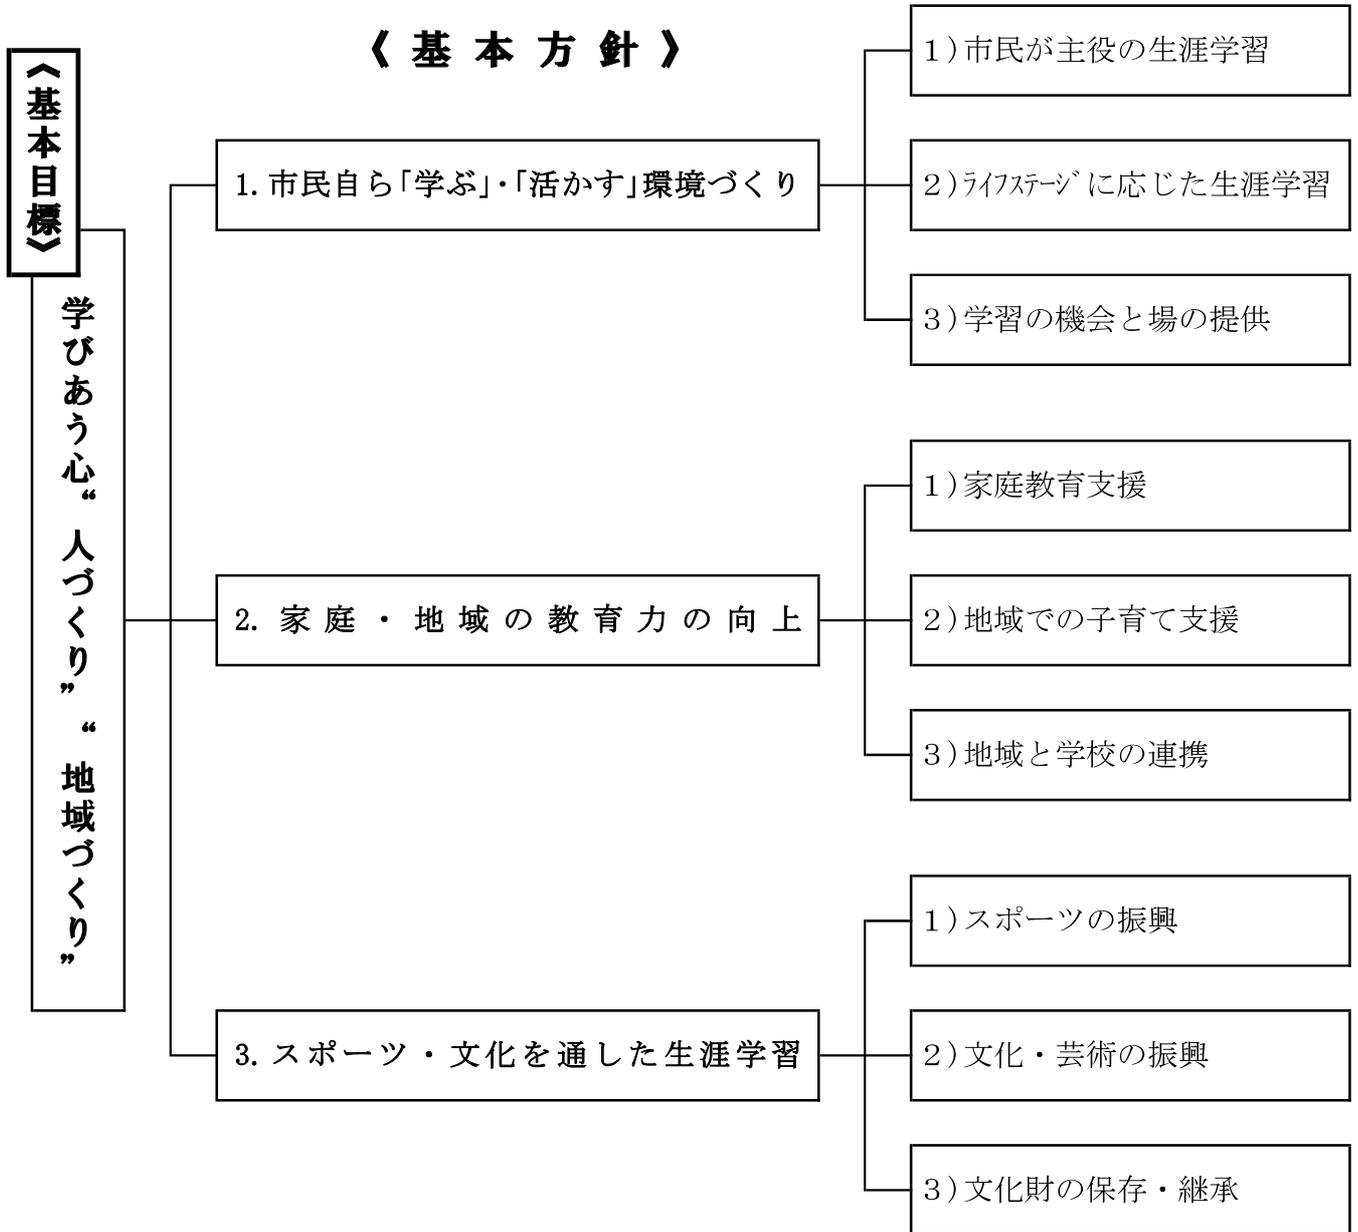 《基本方針》
《基本目標》
学びあう心“人づくり”“地域づくり”
1. 市民自ら「学ぶ」・「活かす」環境づくり
１)市民が主役の生涯学習
２)ﾗｲﾌｽﾃｰｼﾞに応じた生涯学習
３)学習の機会と場の提供
2. 家庭・地域の教育力の向上
１)家庭教育支援
２)地域での子育て支援
３)地域と学校の連携
3. スポーツ・文化を通した生涯学習
１)スポーツの振興
２)文化・芸術の振興
３)文化財の保存・継承